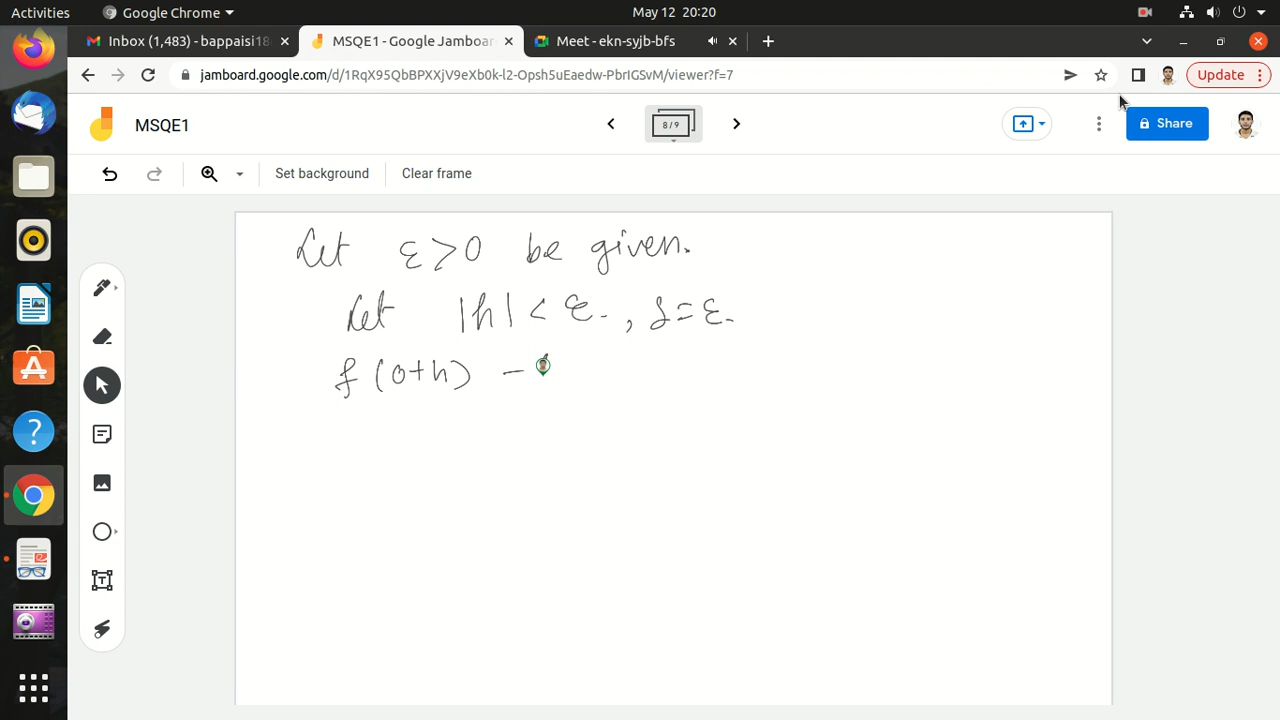 Activities
Google Chrome
May 12 20:20
Inbox (1,483) - bappaisi18
MSQE1 - Google Jamboar
Meet - ekn-syjb-bfs
jamboard.google.com/d/1RqX95QbBPXXjV9eXb0k-l2-Opsh5uEaedw-PbrIGSvM/viewer?f=7
Update
MSQE1
8/9
Share
Set background
Clear frame
Let ε>0 be given.
Let |h| < ε. , δ=ε.
f(0+h) -